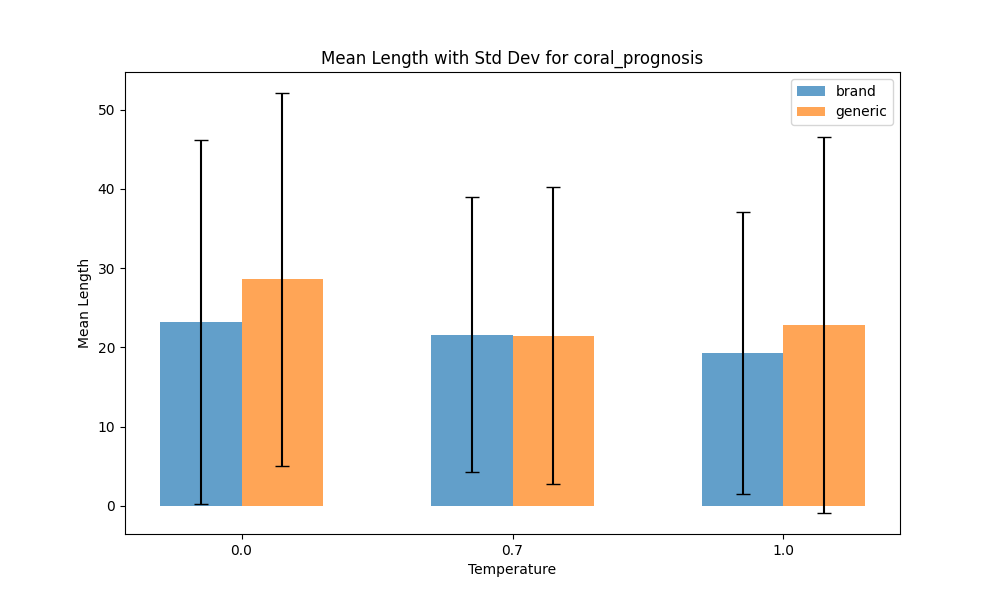 Mean Length with Std Dev for coral_prognosis
brand
generic
Mean Length
50
40
30
20
10
0
0.0
0.7
1.0
Temperature